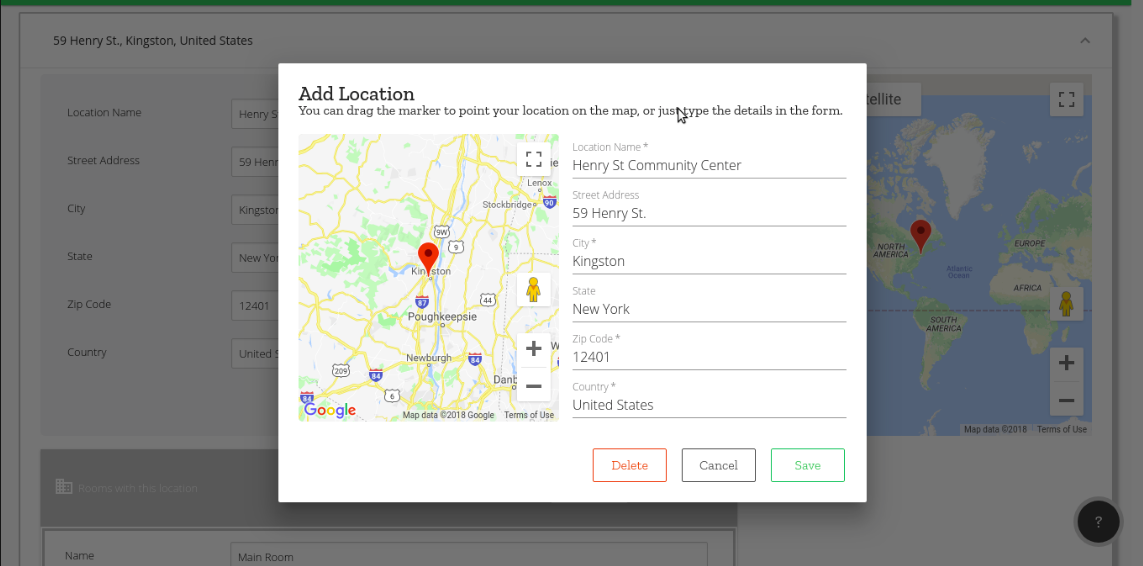 59 Henry St., Kingston, United States
Location Name
Henry S
Street Address
59 Henr
City
Kingston
State
New Yor
Zip Code
12401
Country
United S
Add Location
You can drag the marker to point your location on the map, or just type the details in the form.
Lenox
Stockbridge
90
9W
9
Kingston
87
44
Poughkeepsie
Newburgh
84
209
84
Danb
6
84
Google
Map data ©2018 Google
Terms of Use
Location Name *
Henry St Community Center
Street Address
59 Henry St.
City *
Kingston
State
New York
Zip Code *
12401
Country *
United States
Delete
Cancel
Save
tellite
NORTH
AMERICA
EUROPE
Atlantic
Ocean
AFRICA
SOUTH
AMERICA
Map data ©2018
Terms of Use
Rooms with this location
Name
Main Room
?